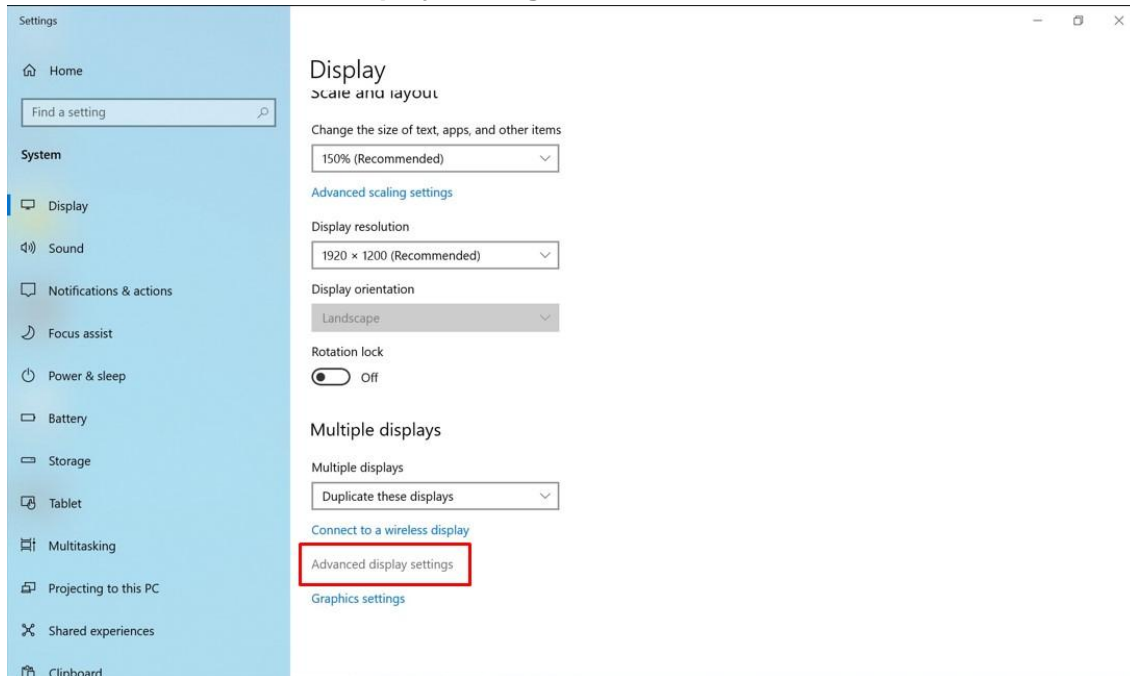 Settings
Home
Find a setting
System
Display
Sound
Notifications & actions
Focus assist
Power & sleep
Battery
Storage
Tablet
Multitasking
Projecting to this PC
Shared experiences
Clipboard
Display
Scale and layout
Change the size of text, apps, and other items
150% (Recommended)
Advanced scaling settings
Display resolution
1920 × 1200 (Recommended)
Display orientation
Landscape
Rotation lock
Off
Multiple displays
Multiple displays
Duplicate these displays
Connect to a wireless display
Advanced display settings
Graphics settings